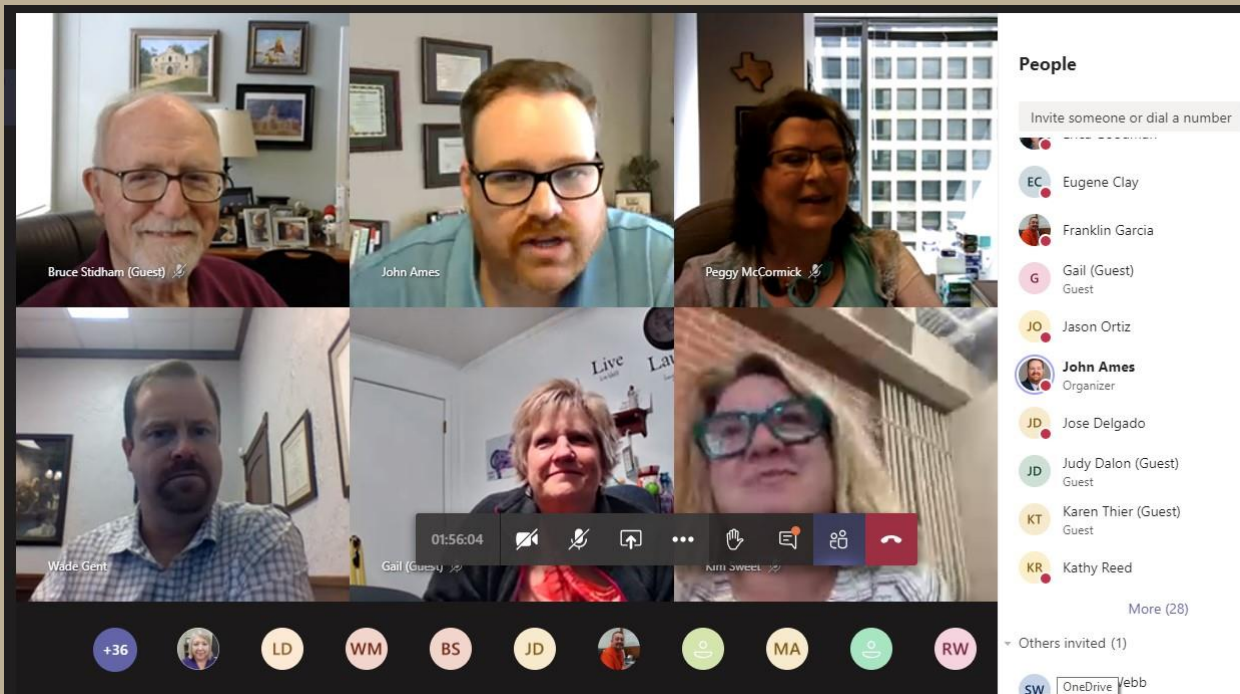 Bruce Stidham (Guest)
John Ames
Peggy McCormick
Live
Wade Gent
Gail
Kim Sweet
01:56:04
+36
LD
WM
BS
JD
MA
RW
People
Invite someone or dial a number
EC Eugene Clay
Franklin Garcia
G Gail (Guest)
Guest
JO Jason Ortiz
John Ames
Organizer
JD Jose Delgado
JD Judy Dalon (Guest)
Guest
KT Karen Thier (Guest)
Guest
KR Kathy Reed
More (28)
Others invited (1)
SW
OneDrive